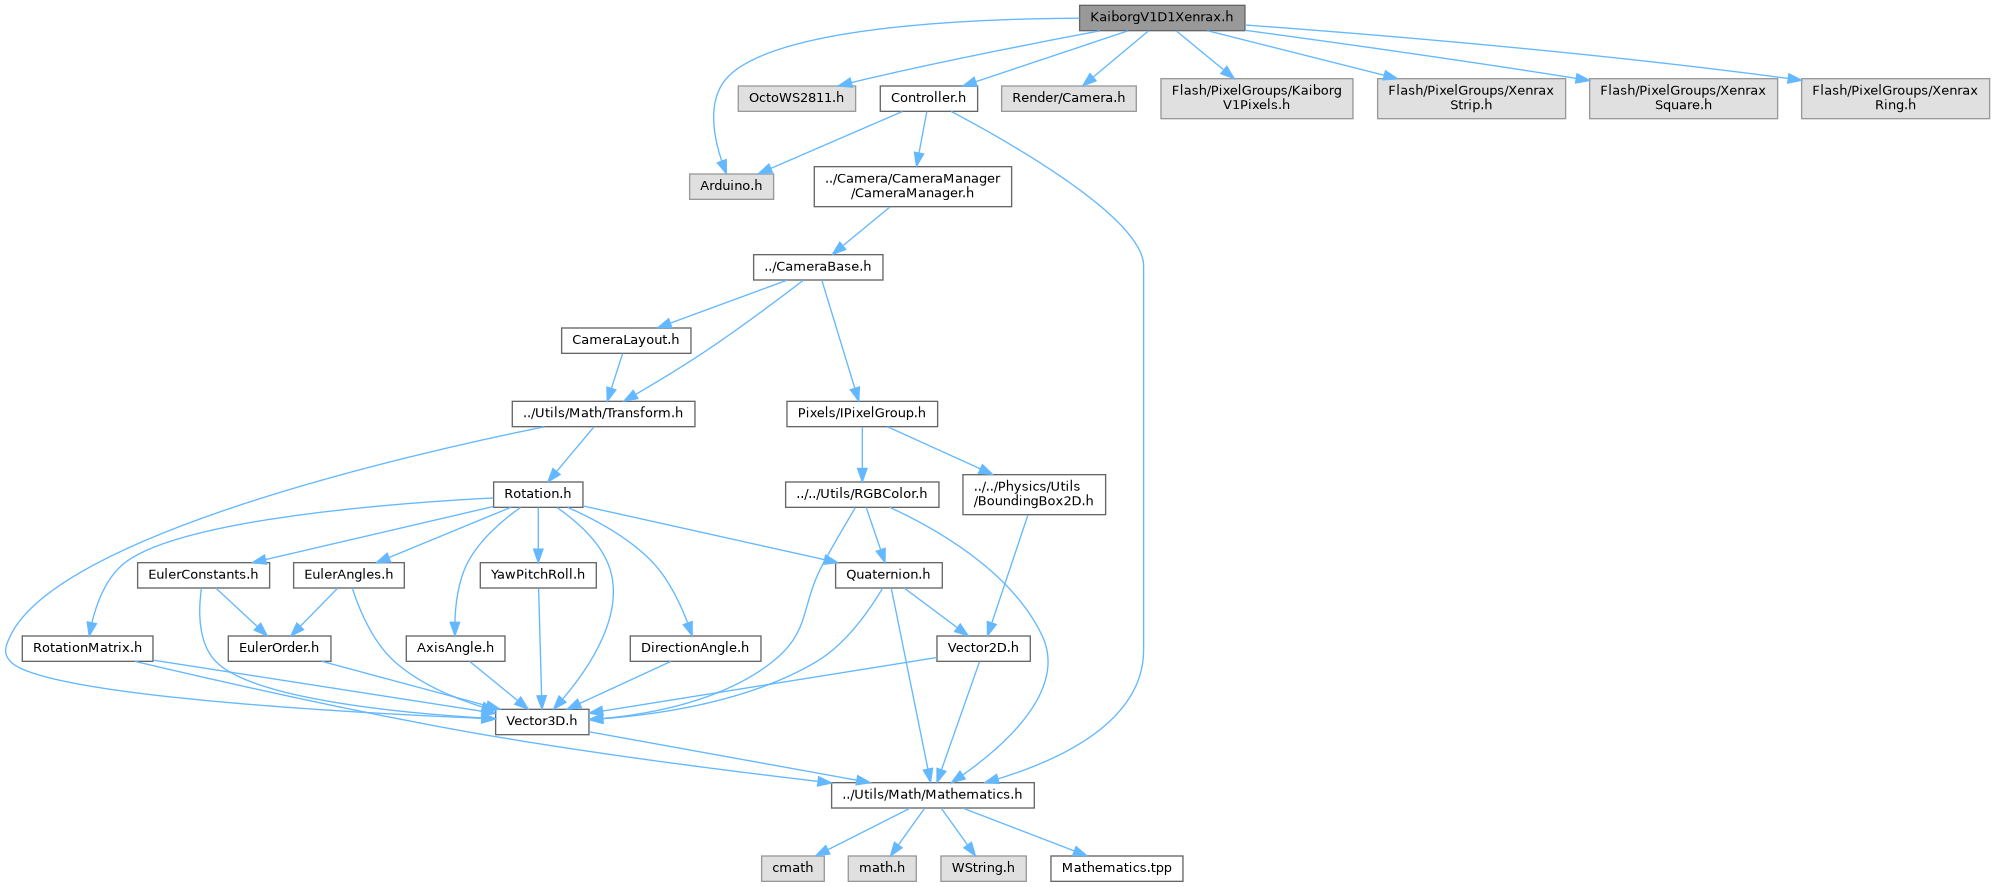 KaiborgV1D1Xenrax.h
OctoWS2811.h
Controller.h
Render/Camera.h
Flash/PixelGroups/Kaiborg
V1Pixels.h
Flash/PixelGroups/Xenrax
Strip.h
Flash/PixelGroups/Xenrax
Square.h
Flash/PixelGroups/Xenrax
Ring.h
Arduino.h
../Camera/CameraManager
/CameraManager.h
../CameraBase.h
CameraLayout.h
../Utils/Math/Transform.h
Pixels/IPixelGroup.h
Rotation.h
../../Utils/RGBColor.h
../../Physics/Utils
/BoundingBox2D.h
EulerConstants.h
EulerAngles.h
YawPitchRoll.h
Quaternion.h
RotationMatrix.h
EulerOrder.h
AxisAngle.h
DirectionAngle.h
Vector2D.h
Vector3D.h
../Utils/Math/Mathematics.h
cmath
math.h
WString.h
Mathematics.tpp